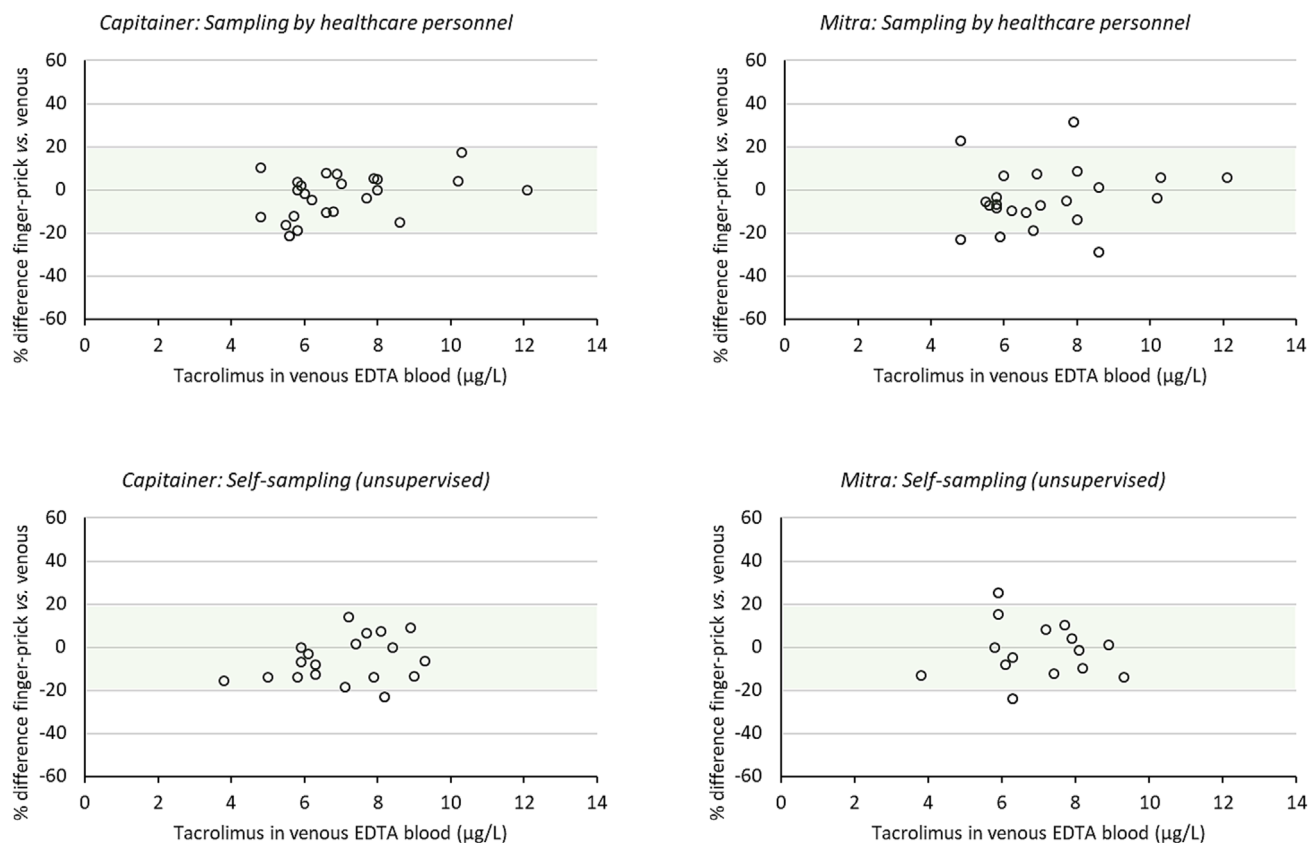 Capitainer: Sampling by healthcare personnel
% difference finger-prick vs. venous
60
40
20
0
-20
-40
-60
0 2 4 6 8 10 12 14
Tacrolimus in venous EDTA blood (µg/L)
Mitra: Sampling by healthcare personnel
% difference finger-prick vs. venous
60
40
20
0
-20
-40
-60
0 2 4 6 8 10 12 14
Tacrolimus in venous EDTA blood (µg/L)
Capitainer: Self-sampling (unsupervised)
% difference finger-prick vs. venous
60
40
20
0
-20
-40
-60
0 2 4 6 8 10 12 14
Tacrolimus in venous EDTA blood (µg/L)
Mitra: Self-sampling (unsupervised)
% difference finger-prick vs. venous
60
40
20
0
-20
-40
-60
0 2 4 6 8 10 12 14
Tacrolimus in venous EDTA blood (µg/L)